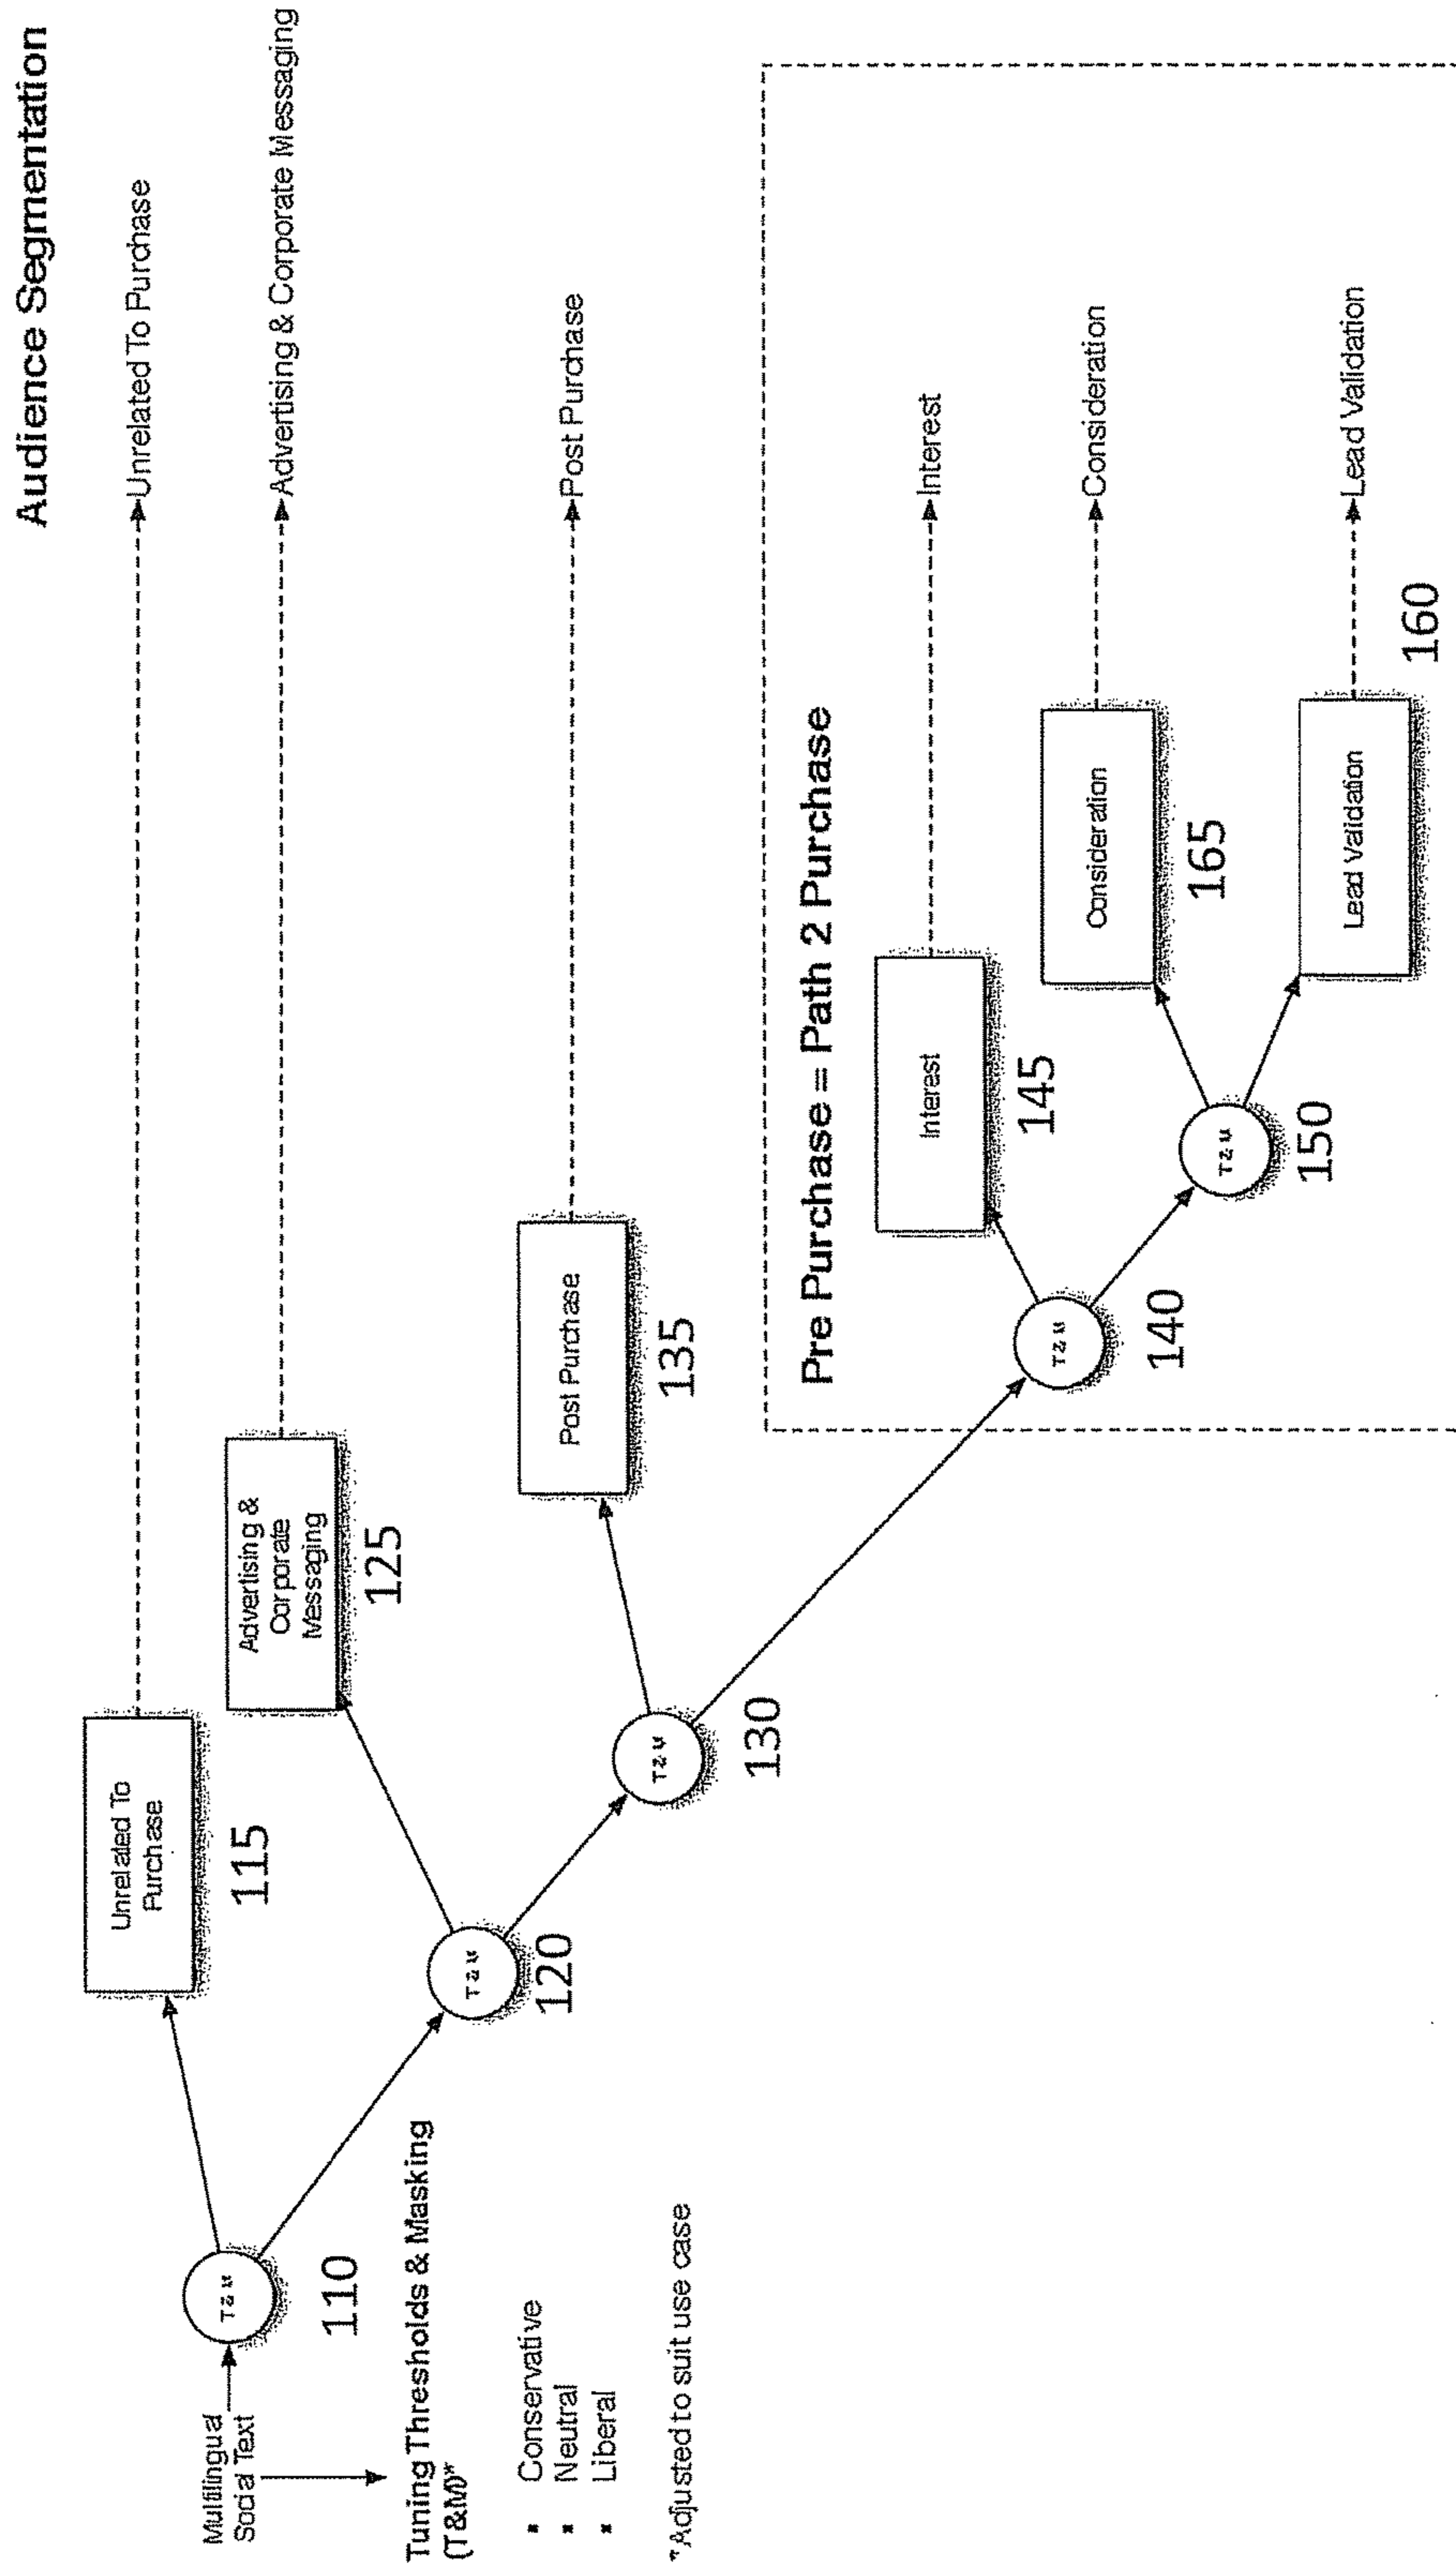 Audience Segmentation
Unrelated To Purchase
Advertising & Corporate Messaging
Post Purchase
Interest
Consideration
Lead Validation
Unrelated To
Purchase
115
Advertising &
Corporate
Messaging
125
Post Purchase
135
Pre Purchase = Path 2 Purchase
Interest
145
Consideration
165
Lead Validation
160
Multilingual
Social Text
T & M
110
T & M
120
T & M
130
T & M
140
T & M
150
Tuning Thresholds & Masking
(T&M)*
Conservative
Neutral
Liberal
*Adjusted to suit use case